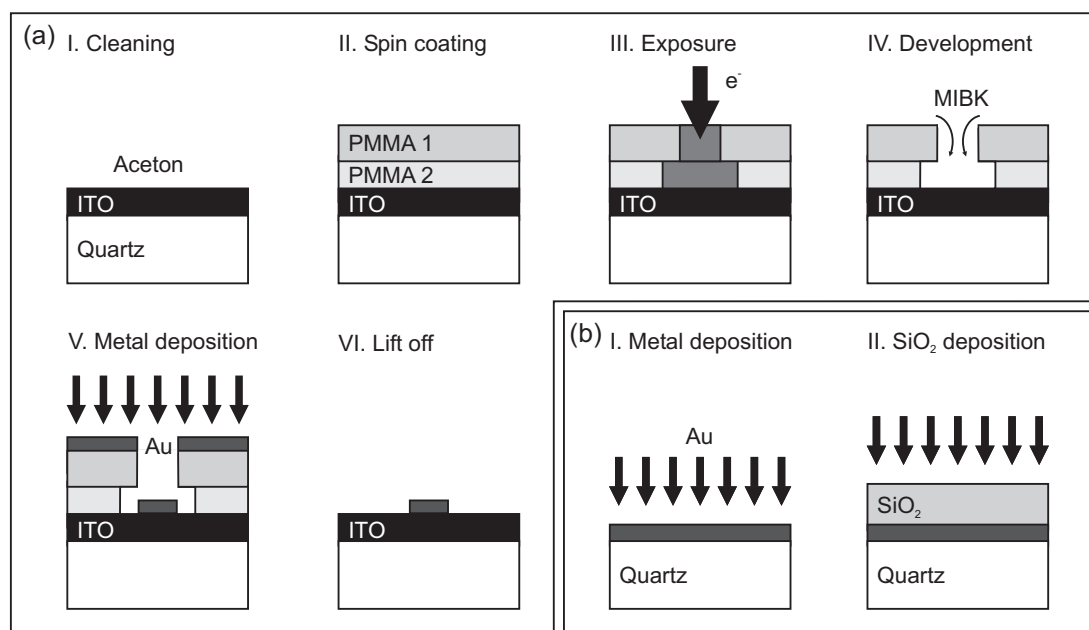 (a)
I. Cleaning
II. Spin coating
III. Exposure
IV. Development
Aceton
ITO
Quartz
PMMA 1
PMMA 2
ITO
e⁻
ITO
MIBK
ITO
V. Metal deposition
Au
ITO
VI. Lift off
ITO
(b)
I. Metal deposition
II. SiO₂ deposition
Au
Quartz
SiO₂
Quartz